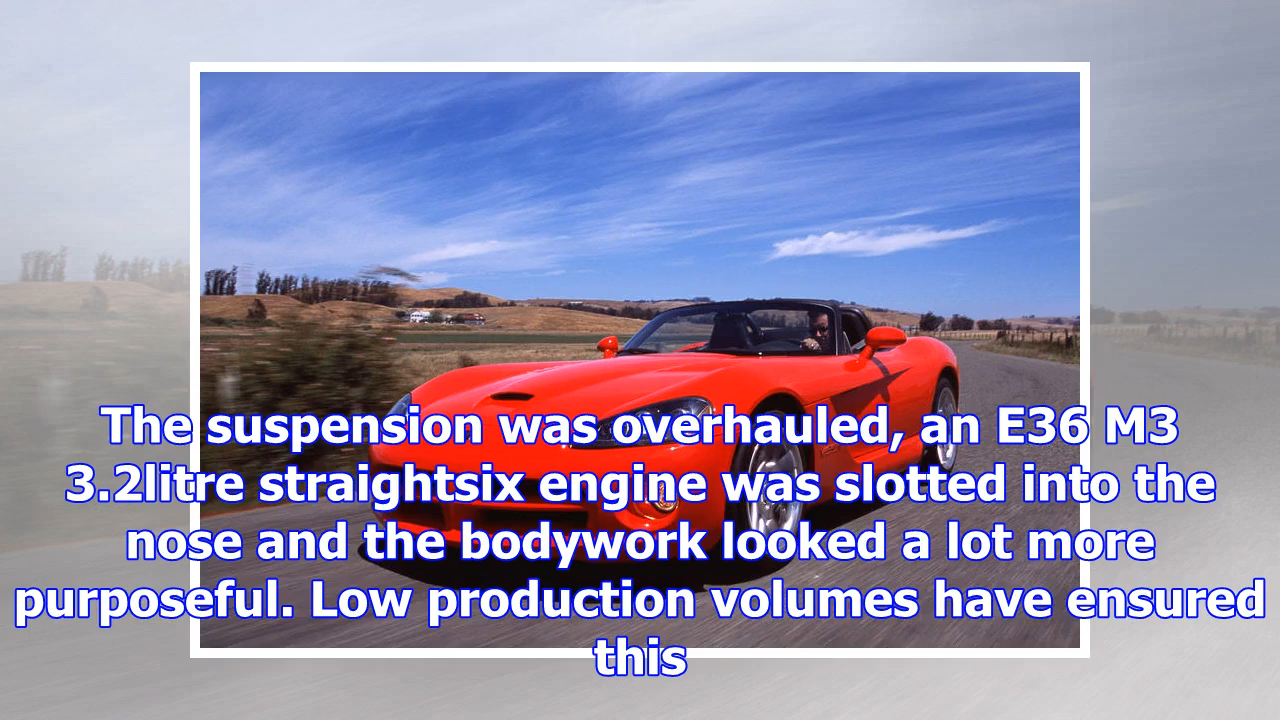 The suspension was overhauled, an E36 M3
3.2litre straightsix engine was slotted into the
nose and the bodywork looked a lot more
purposeful. Low production volumes have ensured
this